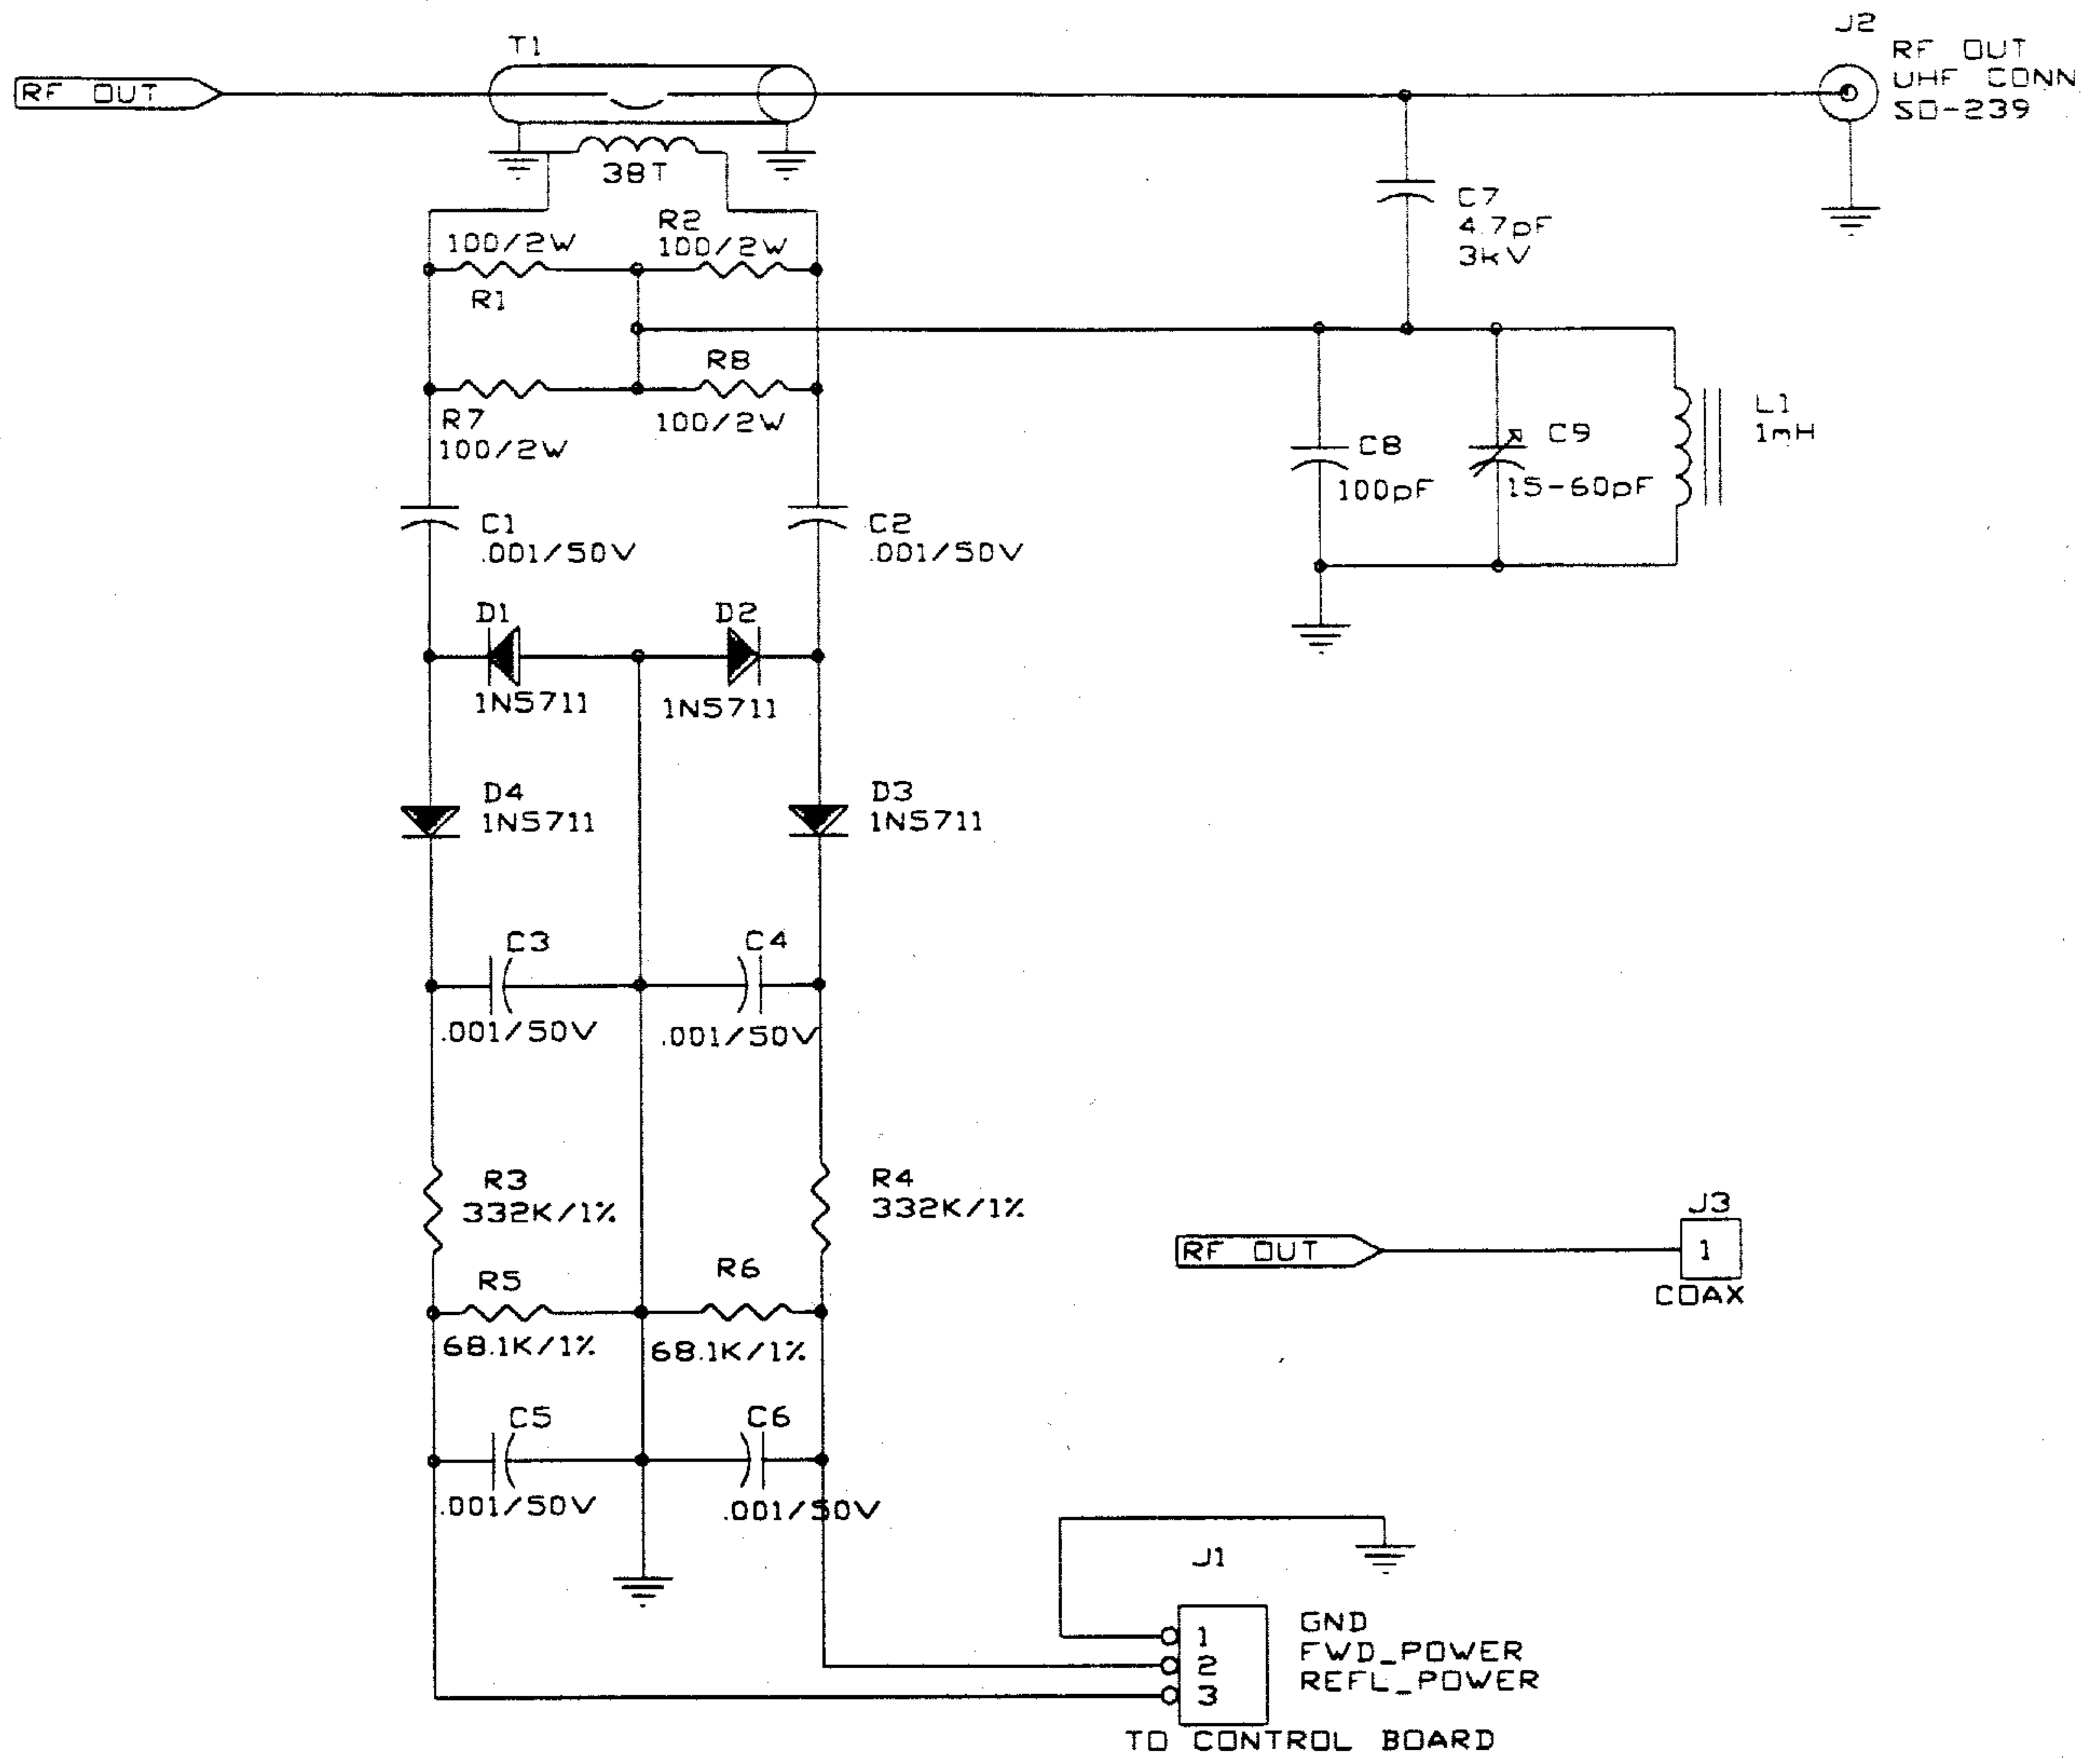 T1
RF OUT
J2
RF OUT
UHF CONN
SO-239
38T
100/2W
R1
R2
100/2W
C7
4.7pF
3kV
R7
100/2W
R8
100/2W
C8
100pF
C9
15-60pF
L1
1mH
C1
.001/50V
C2
.001/50V
D1
1N5711
D2
1N5711
D4
1N5711
D3
1N5711
C3
.001/50V
C4
.001/50V
R3
332K/1%
R4
332K/1%
RF OUT
J3
1
COAX
R5
68.1K/1%
R6
68.1K/1%
C5
.001/50V
C6
.001/50V
J1
1
2
3
GND
FWD_POWER
REFL_POWER
TO CONTROL BOARD